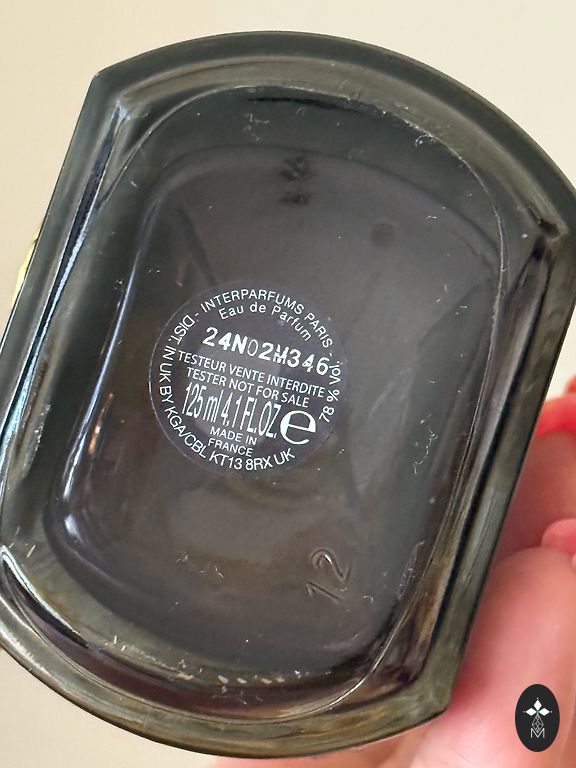 - INTERPARFUMS PARIS -
Eau de Parfum
24N02M346
TESTEUR VENTE INTERDITE
TESTER NOT FOR SALE
125 ml/4.1 FL.OZ. e
MADE IN
FRANCE
DIST. IN UK BY KGA/CBL KT13 8RX UK
78 % Vol.
12
M